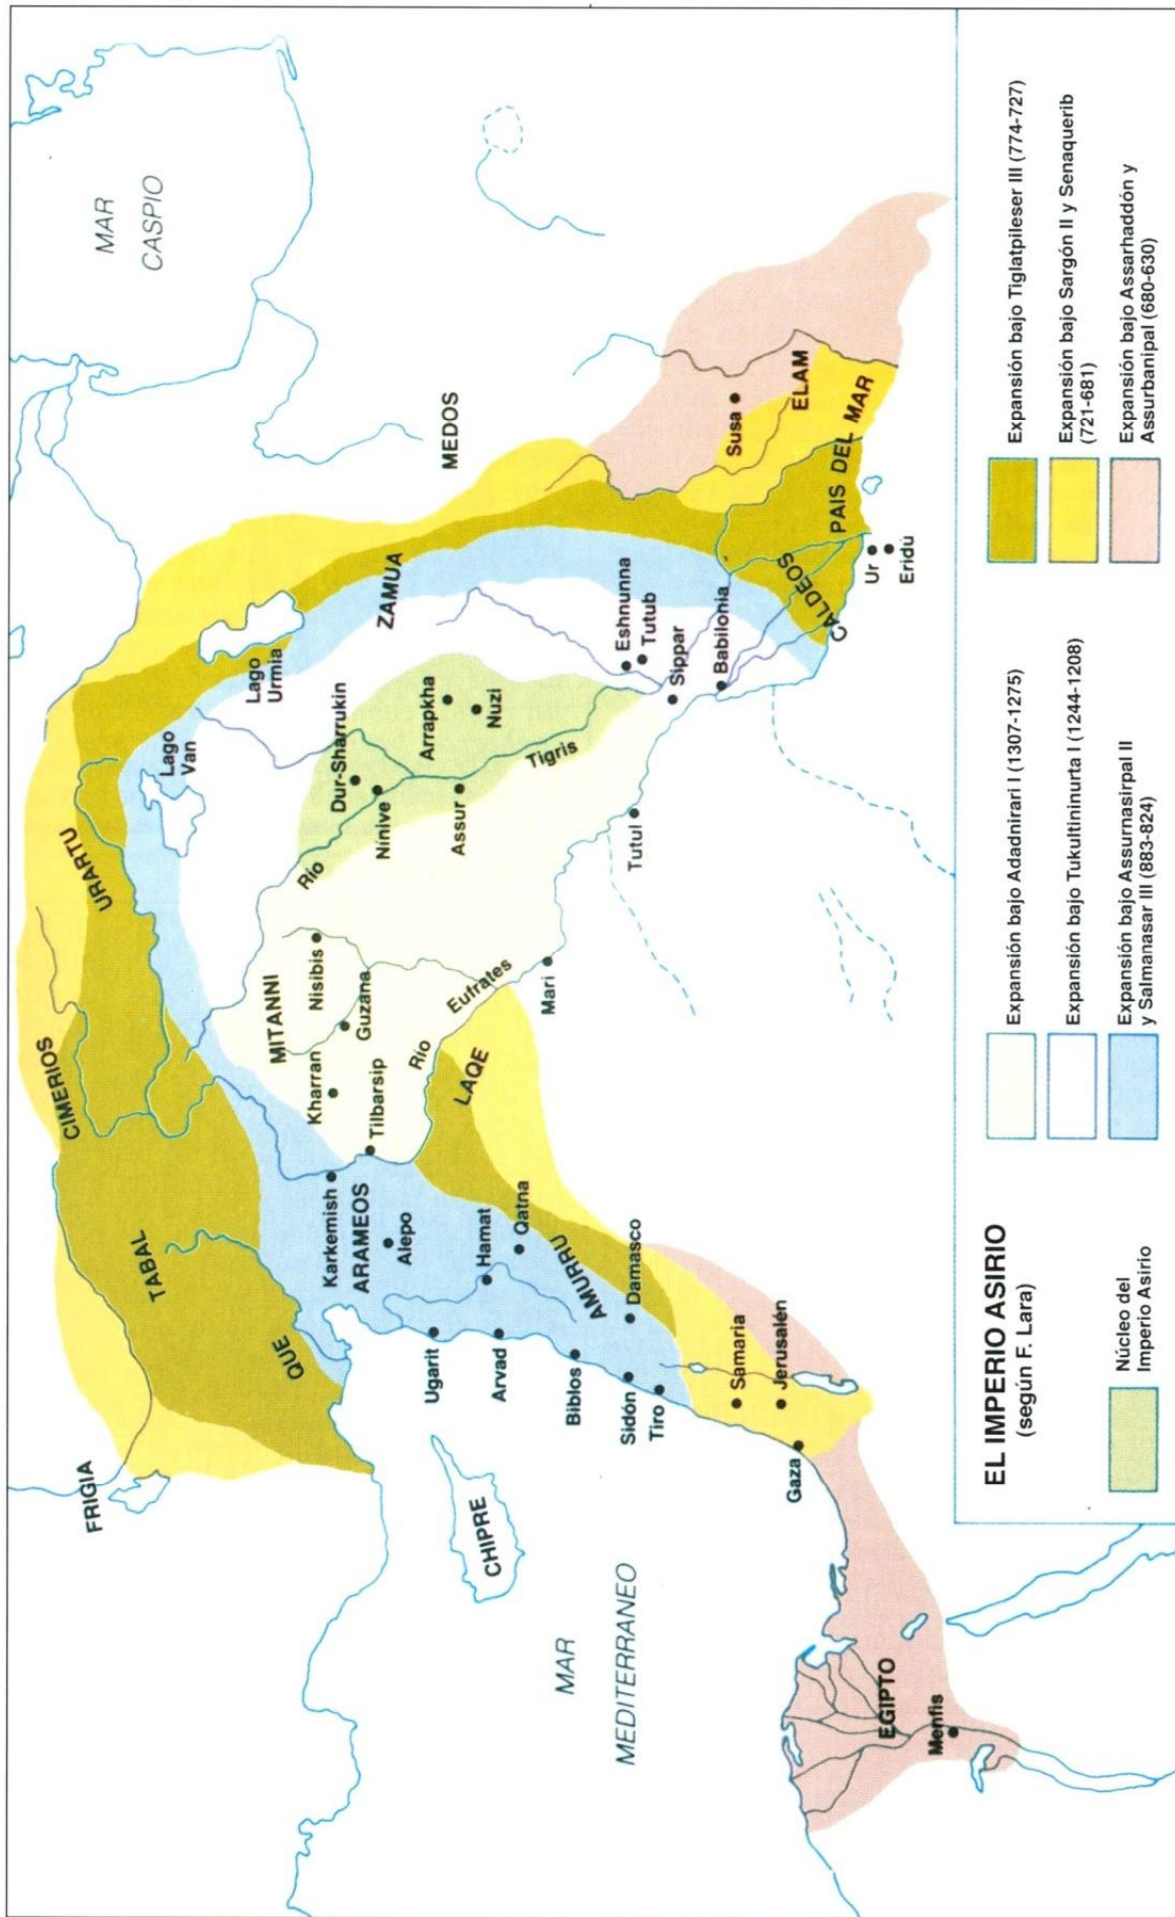 MAR
CASPIO
FRIGIA
CIMERIOS
URARTU
TABAL
QUE
Lago
Van
Lago
Urmia
ZAMUA
MEDOS
MITANNI
Nisibis
Kharran
Guzana
Tilbarsip
Karkemish
ARAMEOS
Alepo
Río
Dur-Sharrukin
Nínive
Arrapkha
Nuzi
Assur
Tigris
Río
Eufrates
LAQE
Mari
Tutul
Eshnunna
Tutub
Sippar
Babilonia
CALDEOS
PAIS DEL MAR
Susa
ELAM
Ur
Eridú
CHIPRE
Ugarit
Arvad
Hamat
Qatna
AMURRU
Biblos
Damasco
Sidón
Tiro
Samaria
Jerusalén
Gaza
MAR
MEDITERRANEO
EGIPTO
Menfis
EL IMPERIO ASIRIO
(según F. Lara)
Núcleo del
Imperio Asirio
Expansión bajo Adadnirari I (1307-1275)
Expansión bajo Tukultininurta I (1244-1208)
Expansión bajo Assurnasirpal II
y Salmanasar III (883-824)
Expansión bajo Tiglatpileser III (774-727)
Expansión bajo Sargón II y Senaquerib
(721-681)
Expansión bajo Assarhaddón y
Assurbanipal (680-630)